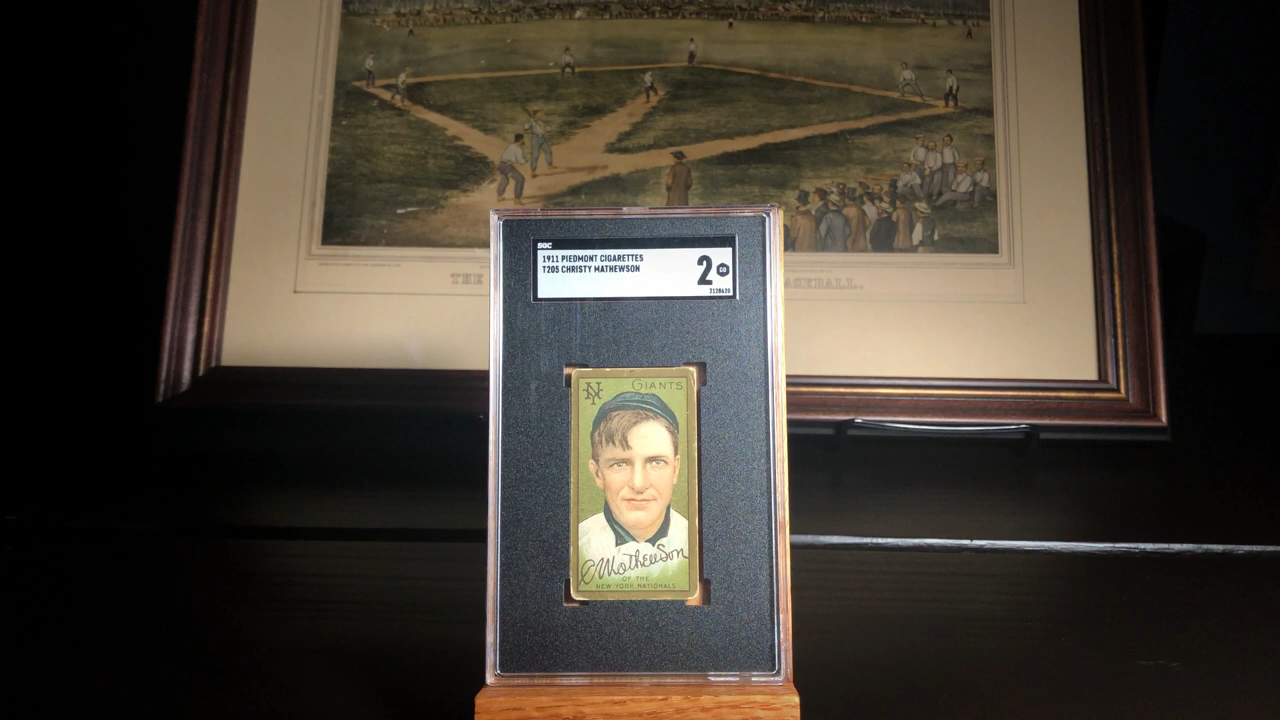 THE
ASEBALL.
SGC
1911 PIEDMONT CIGARETTES
T205 CHRISTY MATHEWSON
2
GD
2138620
NY
GIANTS
C Mathewson
OF THE
NEW YORK NATIONALS